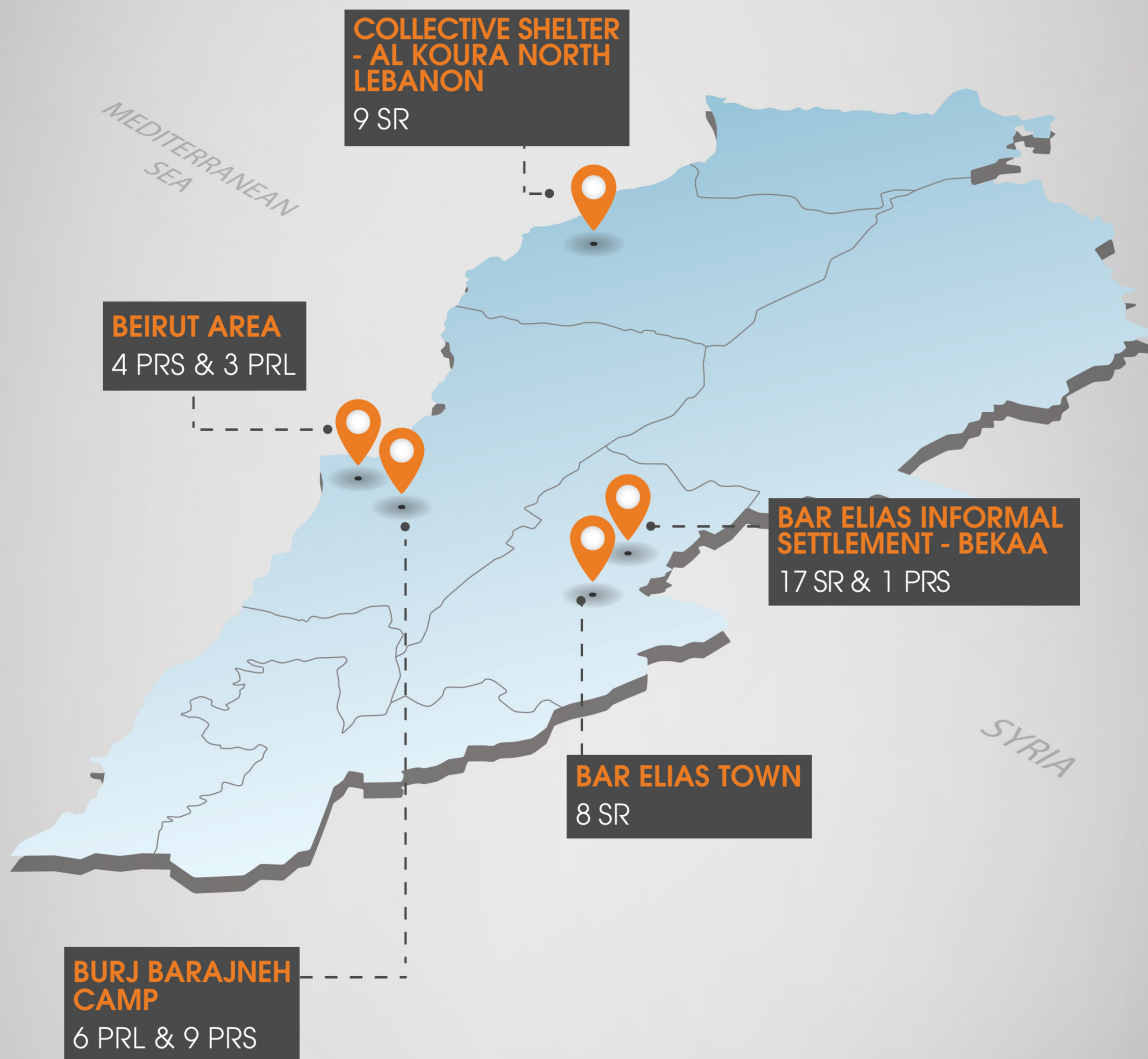 COLLECTIVE SHELTER
- AL KOURA NORTH
LEBANON
9 SR
MEDITERRANEAN
SEA
BEIRUT AREA
4 PRS & 3 PRL
BAR ELIAS INFORMAL
SETTLEMENT - BEKAA
17 SR & 1 PRS
SYRIA
BAR ELIAS TOWN
8 SR
BURJ BARAJNEH
CAMP
6 PRL & 9 PRS